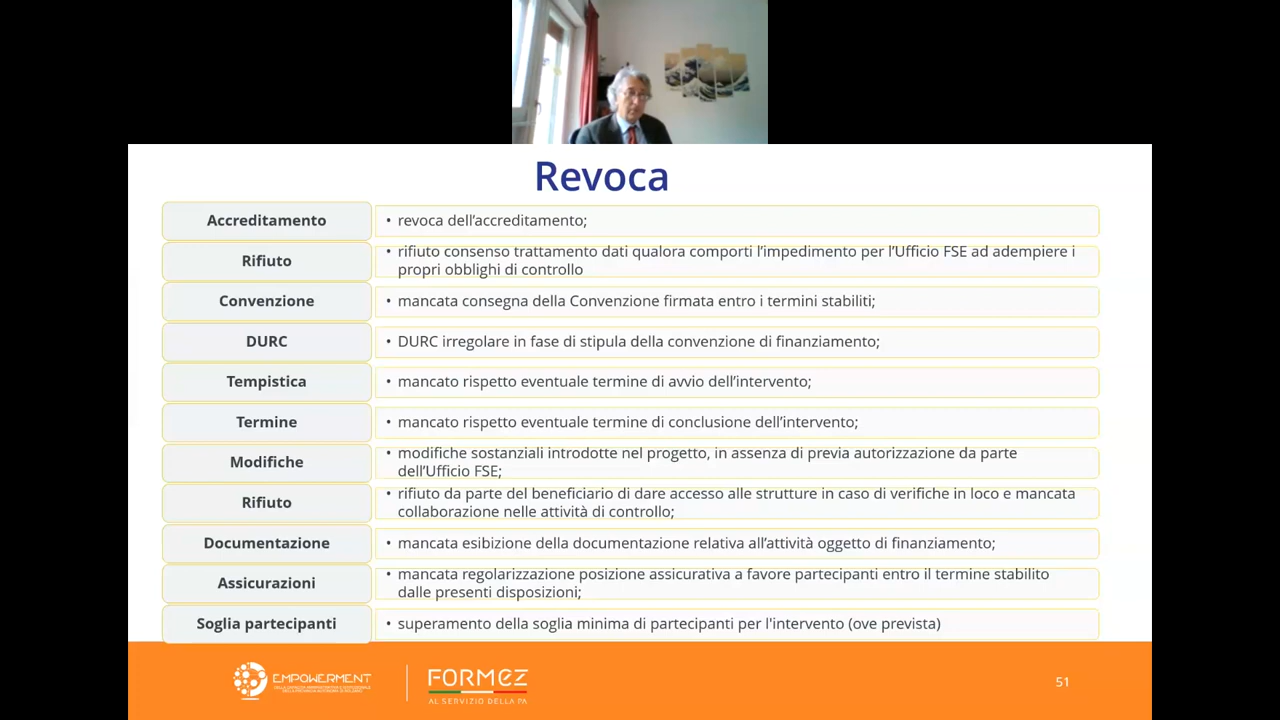 Revoca
Accreditamento
• revoca dell’accreditamento;
Rifiuto
• rifiuto consenso trattamento dati qualora comporti l’impedimento per l’Ufficio FSE ad adempiere i
propri obblighi di controllo
Convenzione
• mancata consegna della Convenzione firmata entro i termini stabiliti;
DURC
• DURC irregolare in fase di stipula della convenzione di finanziamento;
Tempistica
• mancato rispetto eventuale termine di avvio dell’intervento;
Termine
• mancato rispetto eventuale termine di conclusione dell’intervento;
Modifiche
• modifiche sostanziali introdotte nel progetto, in assenza di previa autorizzazione da parte
dell’Ufficio FSE;
Rifiuto
• rifiuto da parte del beneficiario di dare accesso alle strutture in caso di verifiche in loco e mancata
collaborazione nelle attività di controllo;
Documentazione
• mancata esibizione della documentazione relativa all’attività oggetto di finanziamento;
Assicurazioni
• mancata regolarizzazione posizione assicurativa a favore partecipanti entro il termine stabilito
dalle presenti disposizioni;
Soglia partecipanti
• superamento della soglia minima di partecipanti per l'intervento (ove prevista)
EMPOWERMENT
FORMEZ
AL SERVIZIO DELLA PA
51